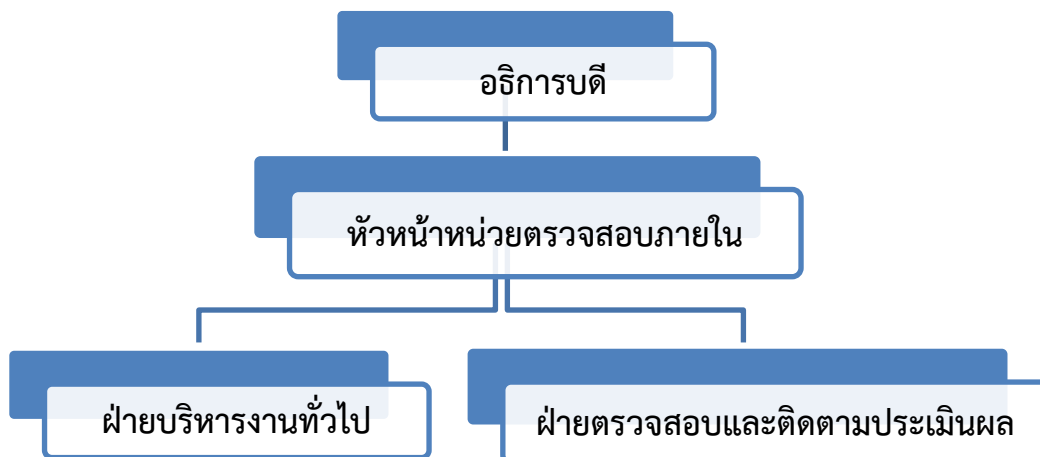 อธิการบดี
หัวหน้าหน่วยตรวจสอบภายใน
ฝ่ายบริหารงานทั่วไป
ฝ่ายตรวจสอบและติดตามประเมินผล